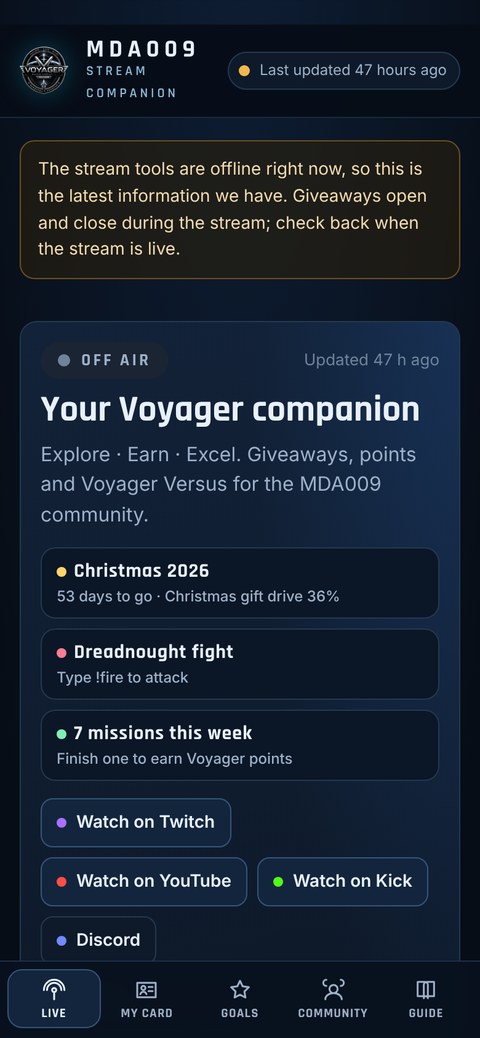 VOYAGER
MDA009
STREAM
COMPANION
Last updated 47 hours ago
The stream tools are offline right now, so this is
the latest information we have. Giveaways open
and close during the stream; check back when
the stream is live.
OFF AIR
Updated 47 h ago
Your Voyager companion
Explore · Earn · Excel. Giveaways, points
and Voyager Versus for the MDA009
community.
Christmas 2026
53 days to go · Christmas gift drive 36%
Dreadnought fight
Type !fire to attack
7 missions this week
Finish one to earn Voyager points
Watch on Twitch
Watch on YouTube
Watch on Kick
Discord
LIVE
MY CARD
GOALS
COMMUNITY
GUIDE